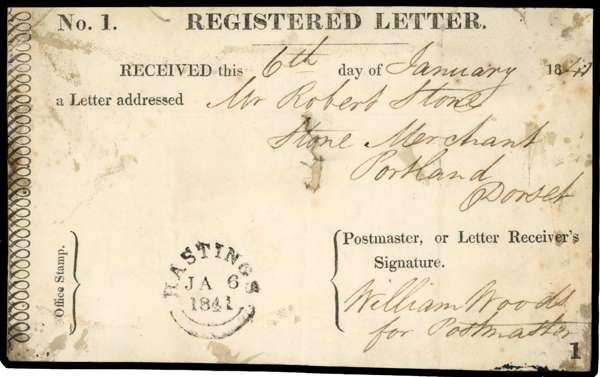 No. 1. REGISTERED LETTER.
RECEIVED this 6th day of January 1841
a Letter addressed Mr Robert Stone
Stone Merchant
Portland
Dorset
Office Stamp.
HASTINGS
JA 6
1841
Postmaster, or Letter Receiver's
Signature.
William Woods
for Postmaster
1